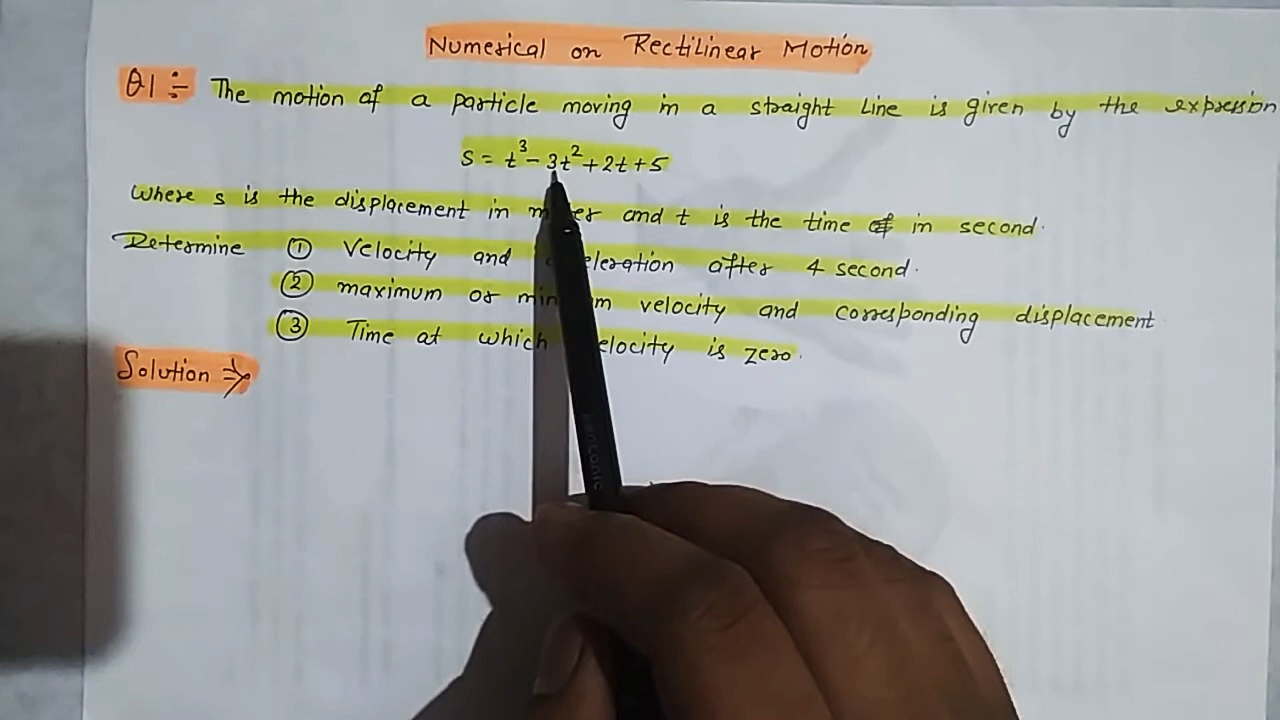 Numerical on Rectilinear Motion
Q1 ÷ The motion of a particle moving in a straight Line is given by the expression
S = t³ - 3t² + 2t + 5
Where s is the displacement in and t is the time in second.
Determine ① Velocity and after 4 second.
② maximum or velocity and corresponding displacement
③ Time at which is zero.
Solution ⇒
pentonic